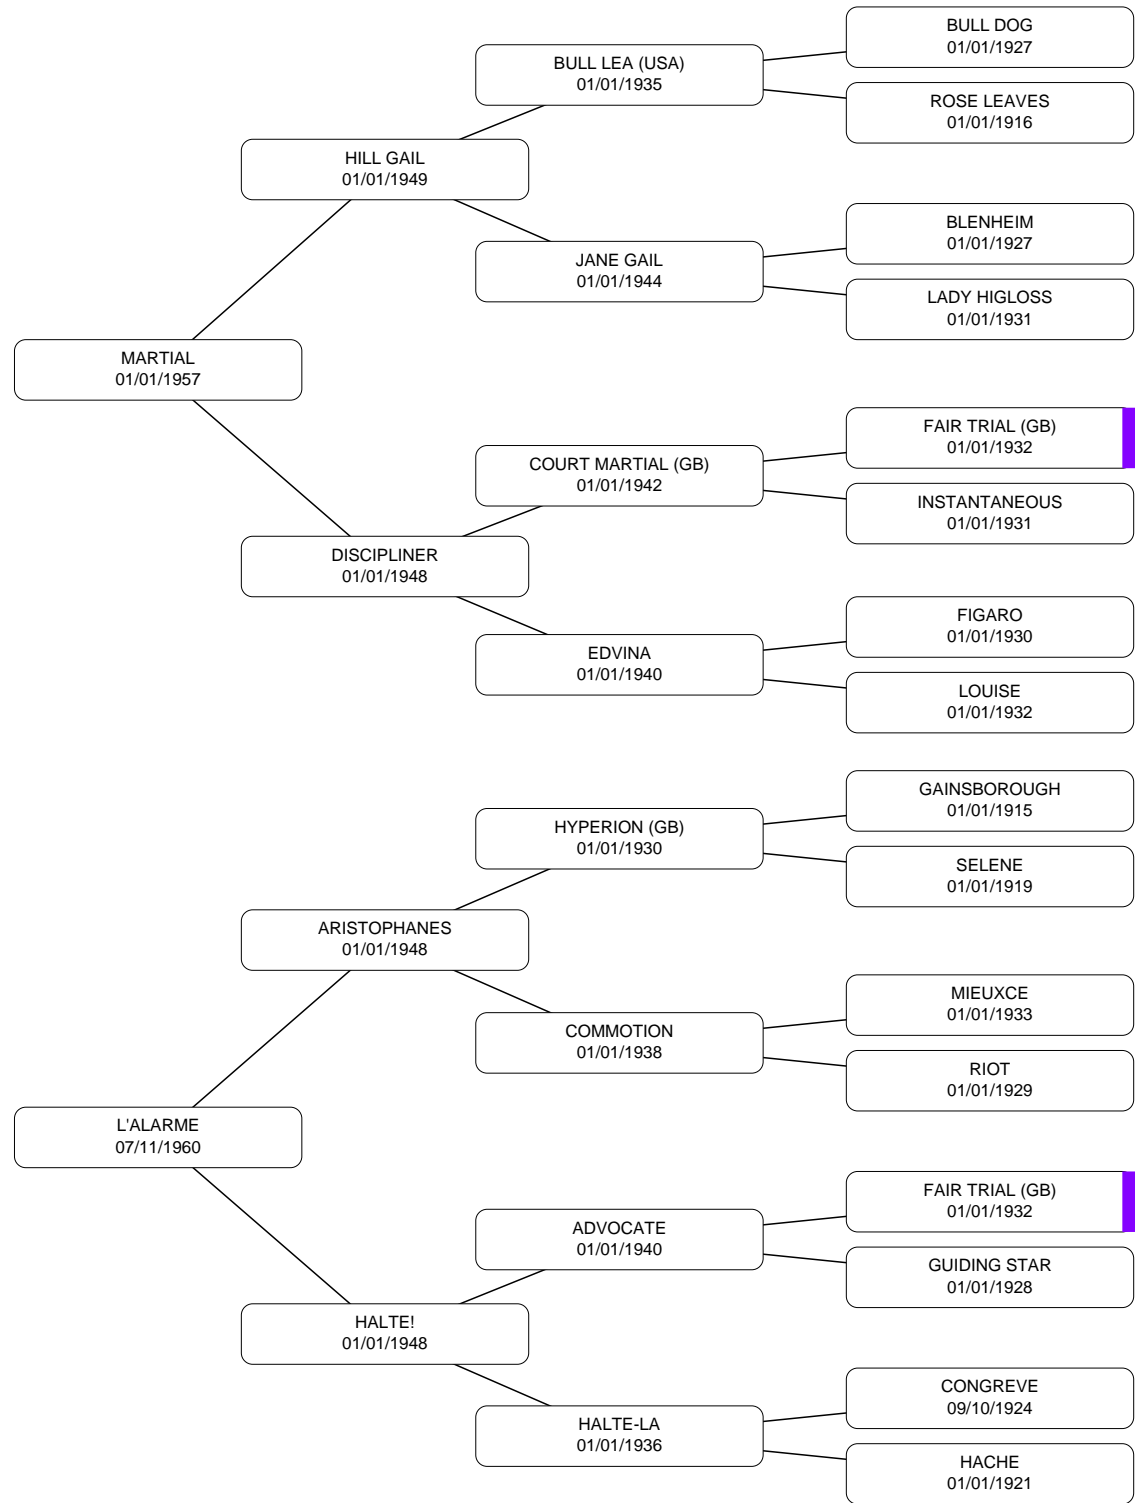 BULL DOG
01/01/1927
BULL LEA (USA)
01/01/1935
ROSE LEAVES
01/01/1916
HILL GAIL
01/01/1949
BLENHEIM
01/01/1927
JANE GAIL
01/01/1944
LADY HIGLOSS
01/01/1931
MARTIAL
01/01/1957
FAIR TRIAL (GB)
01/01/1932
COURT MARTIAL (GB)
01/01/1942
INSTANTANEOUS
01/01/1931
DISCIPLINER
01/01/1948
FIGARO
01/01/1930
EDVINA
01/01/1940
LOUISE
01/01/1932
GAINSBOROUGH
01/01/1915
HYPERION (GB)
01/01/1930
SELENE
01/01/1919
ARISTOPHANES
01/01/1948
MIEUXCE
01/01/1933
COMMOTION
01/01/1938
RIOT
01/01/1929
L'ALARME
07/11/1960
FAIR TRIAL (GB)
01/01/1932
ADVOCATE
01/01/1940
GUIDING STAR
01/01/1928
HALTE!
01/01/1948
CONGREVE
09/10/1924
HALTE-LA
01/01/1936
HACHE
01/01/1921